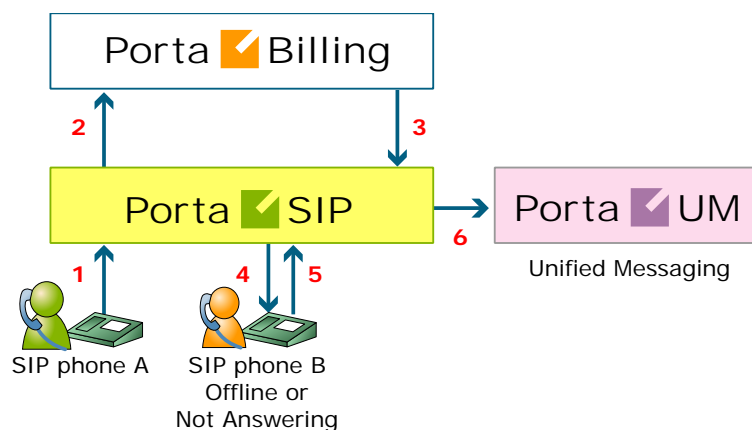 Porta Billing
2
3
Porta SIP
Porta UM
6
Unified Messaging
1
4
5
SIP phone A
SIP phone B
Offline or
Not Answering